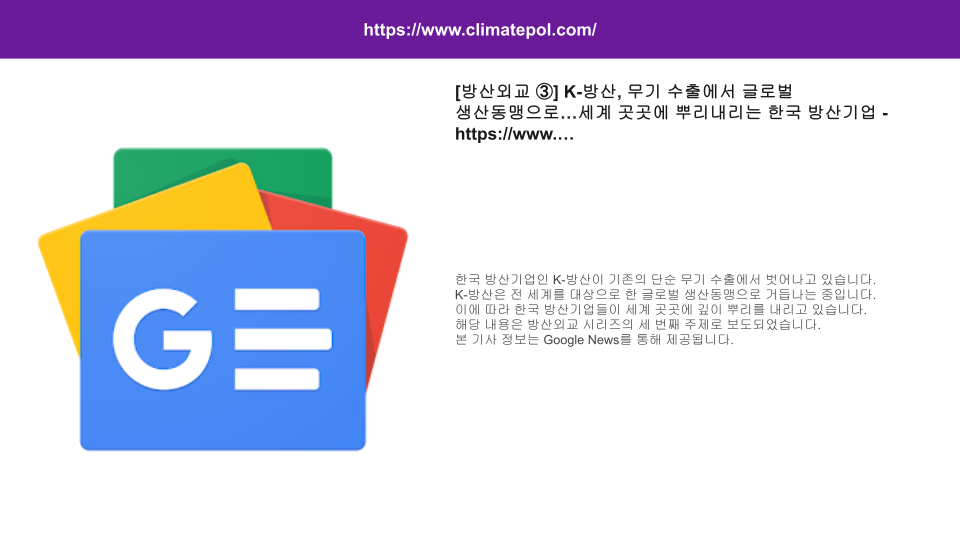 https://www.climatepol.com/
[방산외교 ③] K-방산, 무기 수출에서 글로벌
생산동맹으로…세계 곳곳에 뿌리내리는 한국 방산기업 -
https://www.…
GE
한국 방산기업인 K-방산이 기존의 단순 무기 수출에서 벗어나고 있습니다.
K-방산은 전 세계를 대상으로 한 글로벌 생산동맹으로 거듭나는 중입니다.
이에 따라 한국 방산기업들이 세계 곳곳에 깊이 뿌리를 내리고 있습니다.
해당 내용은 방산외교 시리즈의 세 번째 주제로 보도되었습니다.
본 기사 정보는 Google News를 통해 제공됩니다.